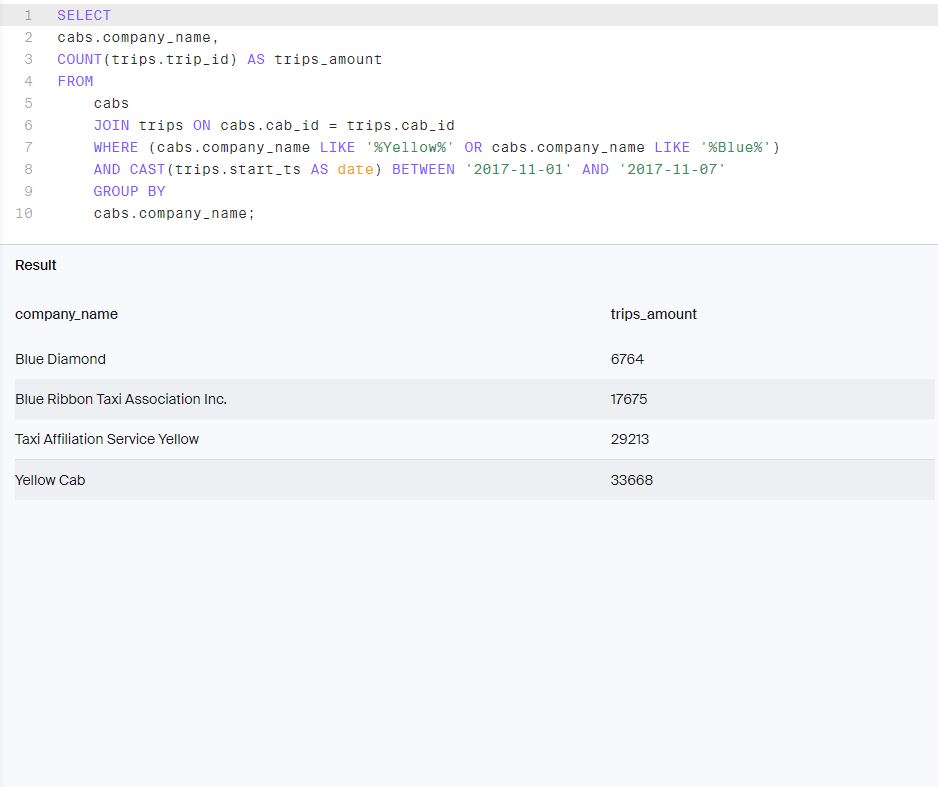 1 SELECT
2 cabs.company_name,
3 COUNT(trips.trip_id) AS trips_amount
4 FROM
5 cabs
6 JOIN trips ON cabs.cab_id = trips.cab_id
7 WHERE (cabs.company_name LIKE '%Yellow%' OR cabs.company_name LIKE '%Blue%')
8 AND CAST(trips.start_ts AS date) BETWEEN '2017-11-01' AND '2017-11-07'
9 GROUP BY
10 cabs.company_name;
Result
company_name trips_amount
Blue Diamond 6764
Blue Ribbon Taxi Association Inc. 17675
Taxi Affiliation Service Yellow 29213
Yellow Cab 33668